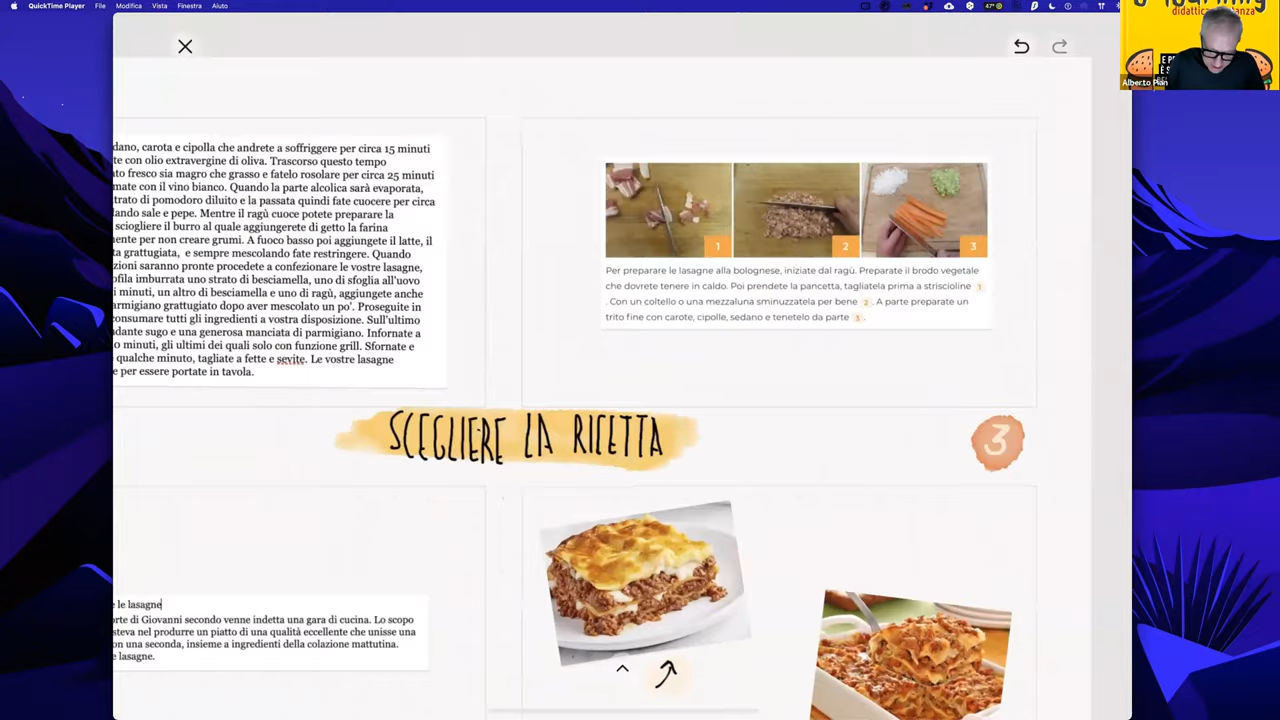 QuickTime Player File Modifica Vista Finestra Aiuto
47°
didattica
Alberto Pian
dano, carota e cipolla che andrete a soffriggere per circa 15 minuti
te con olio extravergine di oliva. Trascorso questo tempo
to fresco sia magro che grasso e fatelo rosolare per circa 25 minuti
mate con il vino bianco. Quando la parte alcolica sarà evaporata,
trato di pomodoro diluito e la passata quindi fate cuocere per circa
lando sale e pepe. Mentre il ragù cuoce potete preparare la
sciogliere il burro al quale aggiungerete di getto la farina
nente per non creare grumi. A fuoco basso poi aggiungete il latte, il
ta grattugiata, e sempre mescolando fate restringere. Quando
zioni saranno pronte procedete a confezionare le vostre lasagne,
ofila imburrata uno strato di besciamella, uno di sfoglia all'uovo
i minuti, un altro di besciamella e uno di ragù, aggiungete anche
armigiano grattugiato dopo aver mescolato un po'. Proseguite in
consumare tutti gli ingredienti a vostra disposizione. Sull'ultimo
ndante sugo e una generosa manciata di parmigiano. Infornate a
o minuti, gli ultimi dei quali solo con funzione grill. Sfornate e
qualche minuto, tagliate a fette e sevite. Le vostre lasagne
e per essere portate in tavola.
1 2 3
Per preparare le lasagne alla bolognese, iniziate dal ragù. Preparate il brodo vegetale
che dovrete tenere in caldo. Poi prendete la pancetta, tagliatela prima a striscioline 1
. Con un coltello o una mezzaluna sminuzzatela per bene 2 . A parte preparate un
trito fine con carote, cipolle, sedano e tenetelo da parte 3 .
SCEGLIERE LA RICETTA
3
e le lasagne
orte di Giovanni secondo venne indetta una gara di cucina. Lo scopo
steva nel produrre un piatto di una qualità eccellente che unisse una
on una seconda, insieme a ingredienti della colazione mattutina.
e lasagne.